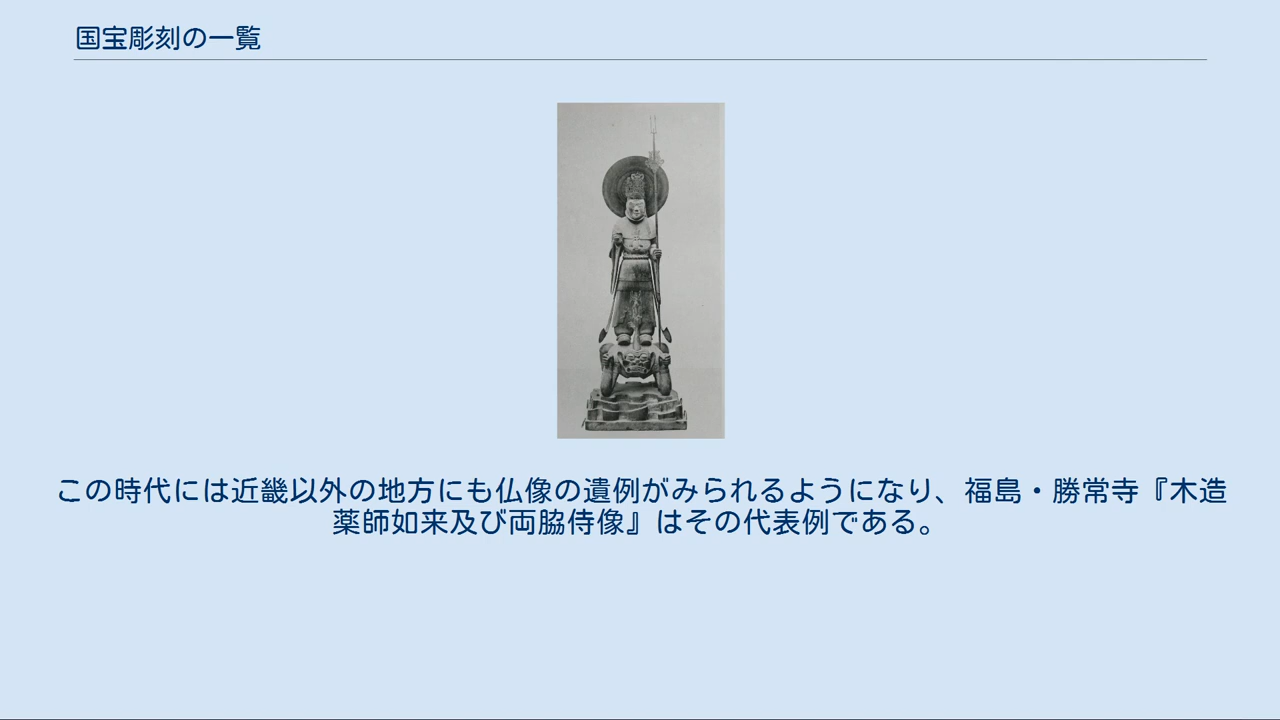 国宝彫刻の一覧
この時代には近畿以外の地方にも仏像の遺例がみられるようになり、福島・勝常寺『木造
薬師如来及び両脇侍像』はその代表例である。